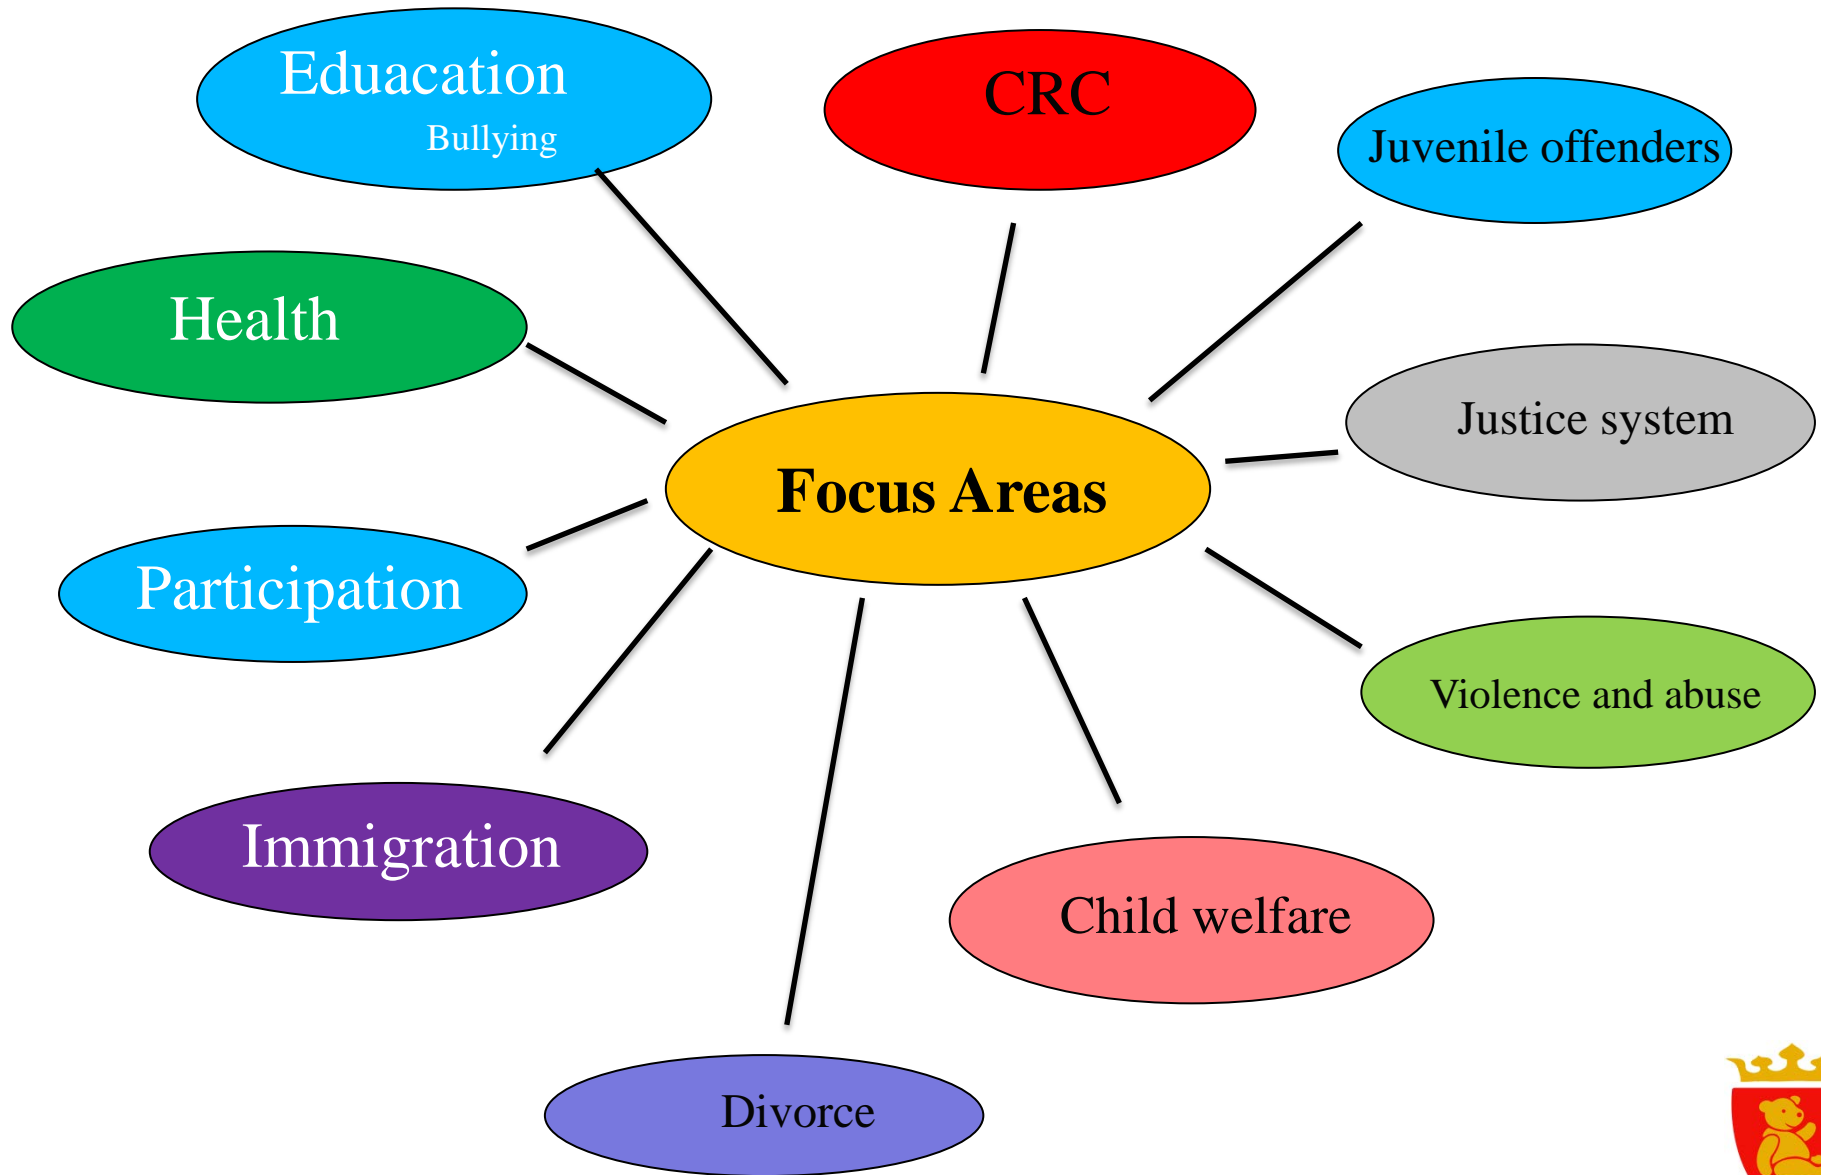 Eduacation
Bullying
CRC
Juvenile offenders
Health
Justice system
Focus Areas
Participation
Violence and abuse
Immigration
Child welfare
Divorce